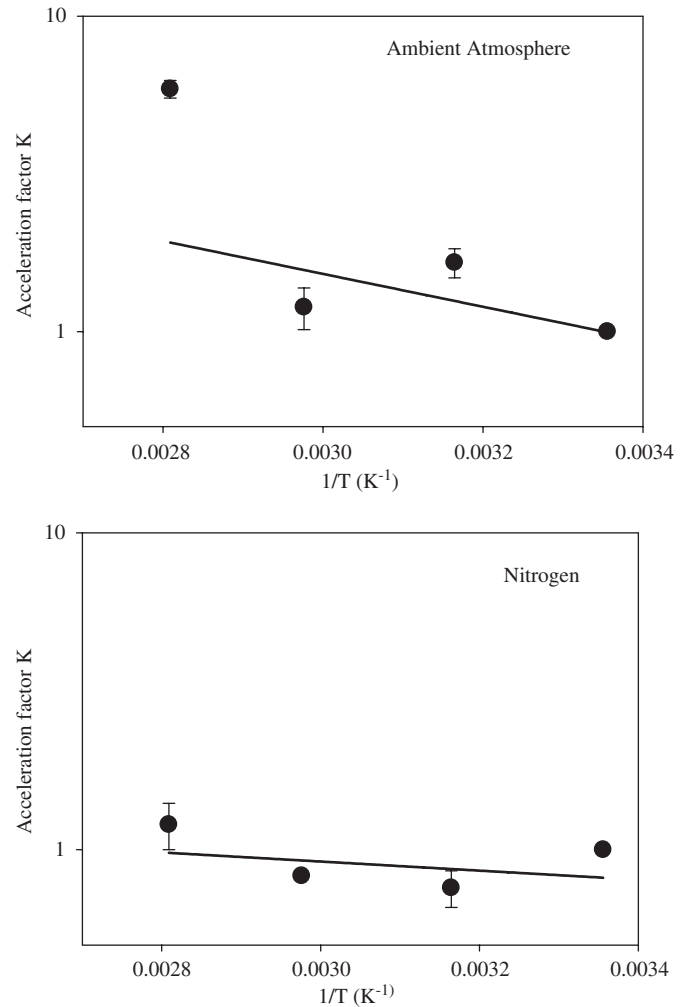 10
Ambient Atmosphere
Acceleration factor K
1
0.0028 0.0030 0.0032 0.0034
1/T (K⁻¹)
10
Nitrogen
Acceleration factor K
1
0.0028 0.0030 0.0032 0.0034
1/T (K⁻¹)